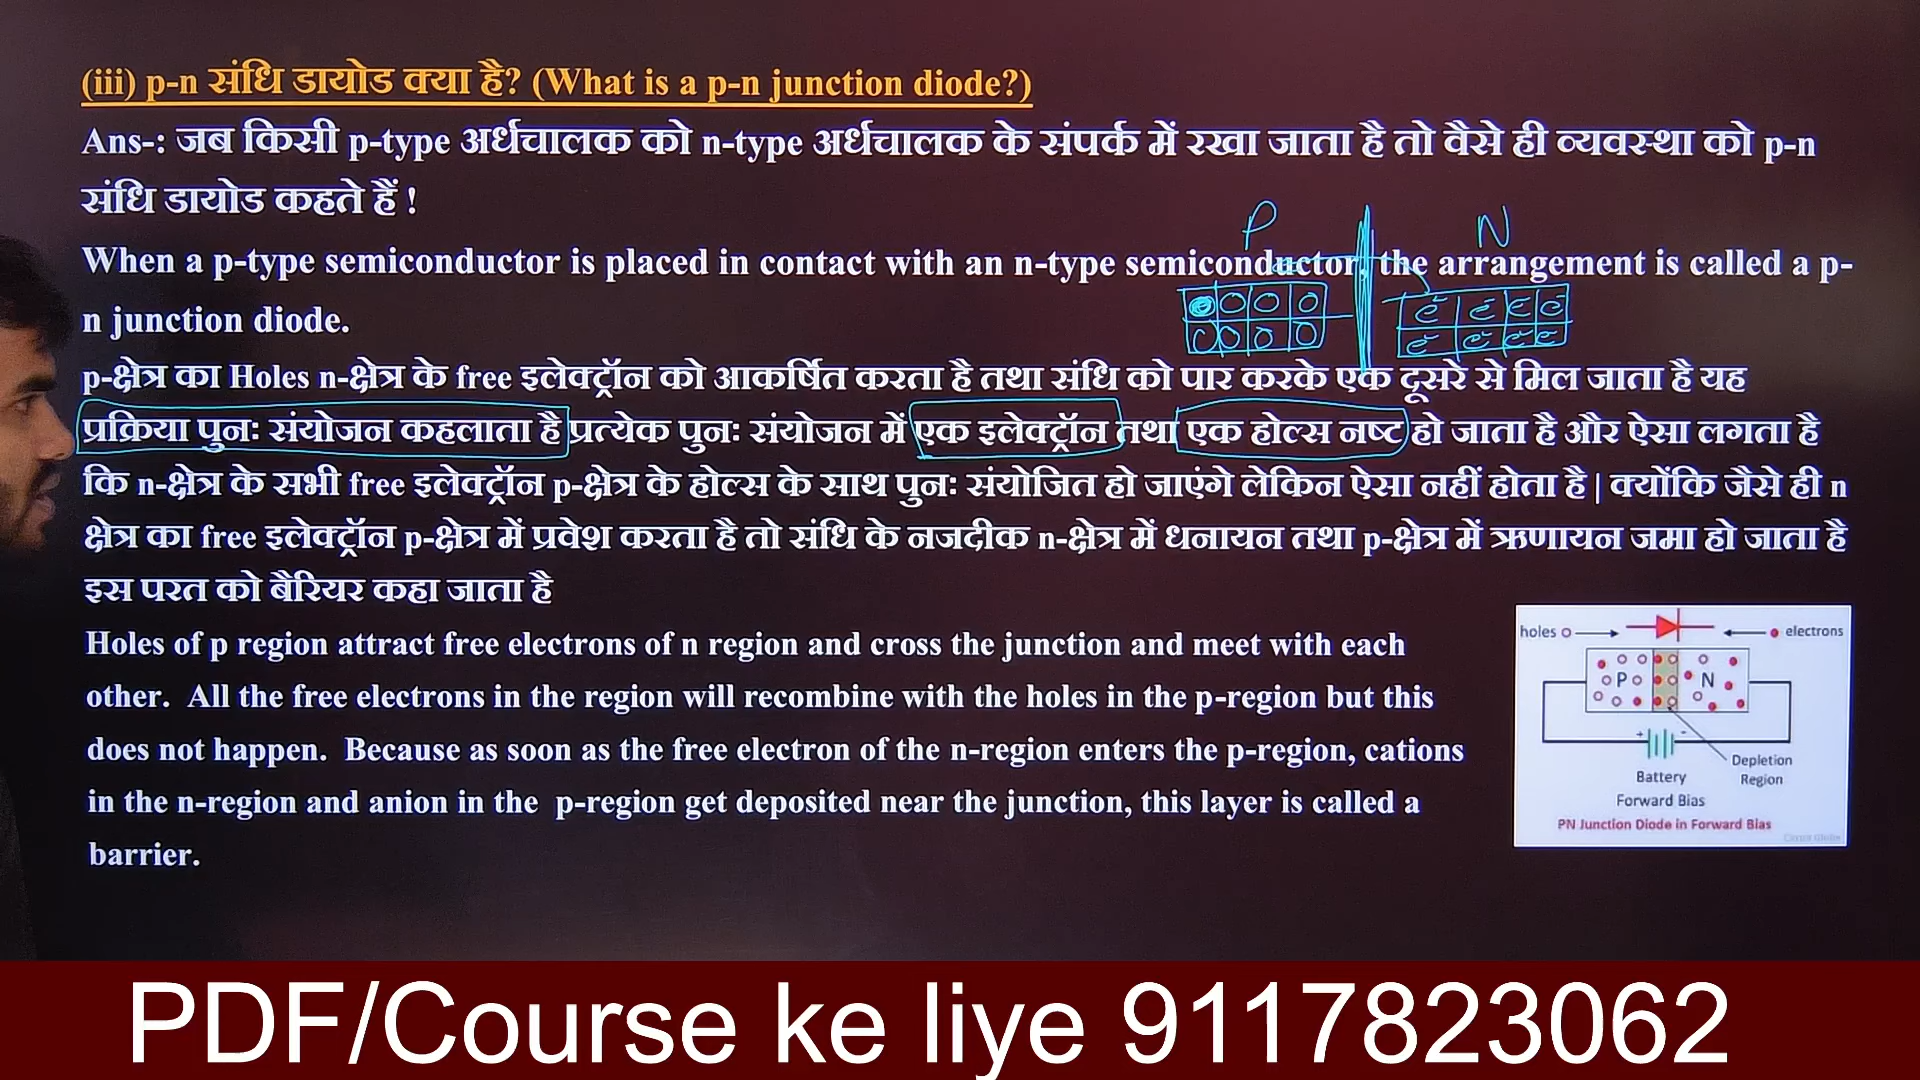 (iii) p-n संधि डायोड क्या है? (What is a p-n junction diode?)
Ans-: जब किसी p-type अर्धचालक को n-type अर्धचालक के संपर्क में रखा जाता है तो वैसे ही व्यवस्था को p-n
संधि डायोड कहते हैं !
P N
When a p-type semiconductor is placed in contact with an n-type semiconductor, the arrangement is called a p-
n junction diode.
p-क्षेत्र का Holes n-क्षेत्र के free इलेक्ट्रॉन को आकर्षित करता है तथा संधि को पार करके एक दूसरे से मिल जाता है यह
प्रक्रिया पुनः संयोजन कहलाता है प्रत्येक पुनः संयोजन में एक इलेक्ट्रॉन तथा एक होल्स नष्ट हो जाता है और ऐसा लगता है
कि n-क्षेत्र के सभी free इलेक्ट्रॉन p-क्षेत्र के होल्स के साथ पुनः संयोजित हो जाएंगे लेकिन ऐसा नहीं होता है | क्योंकि जैसे ही n
क्षेत्र का free इलेक्ट्रॉन p-क्षेत्र में प्रवेश करता है तो संधि के नजदीक n-क्षेत्र में धनायन तथा p-क्षेत्र में ऋणायन जमा हो जाता है
इस परत को बैरियर कहा जाता है
Holes of p region attract free electrons of n region and cross the junction and meet with each
other. All the free electrons in the region will recombine with the holes in the p-region but this
does not happen. Because as soon as the free electron of the n-region enters the p-region, cations
in the n-region and anion in the p-region get deposited near the junction, this layer is called a
barrier.
holes electrons
P N
+ -
Depletion
Region
Battery
Forward Bias
PN Junction Diode in Forward Bias
Circuit Globe
PDF/Course ke liye 9117823062